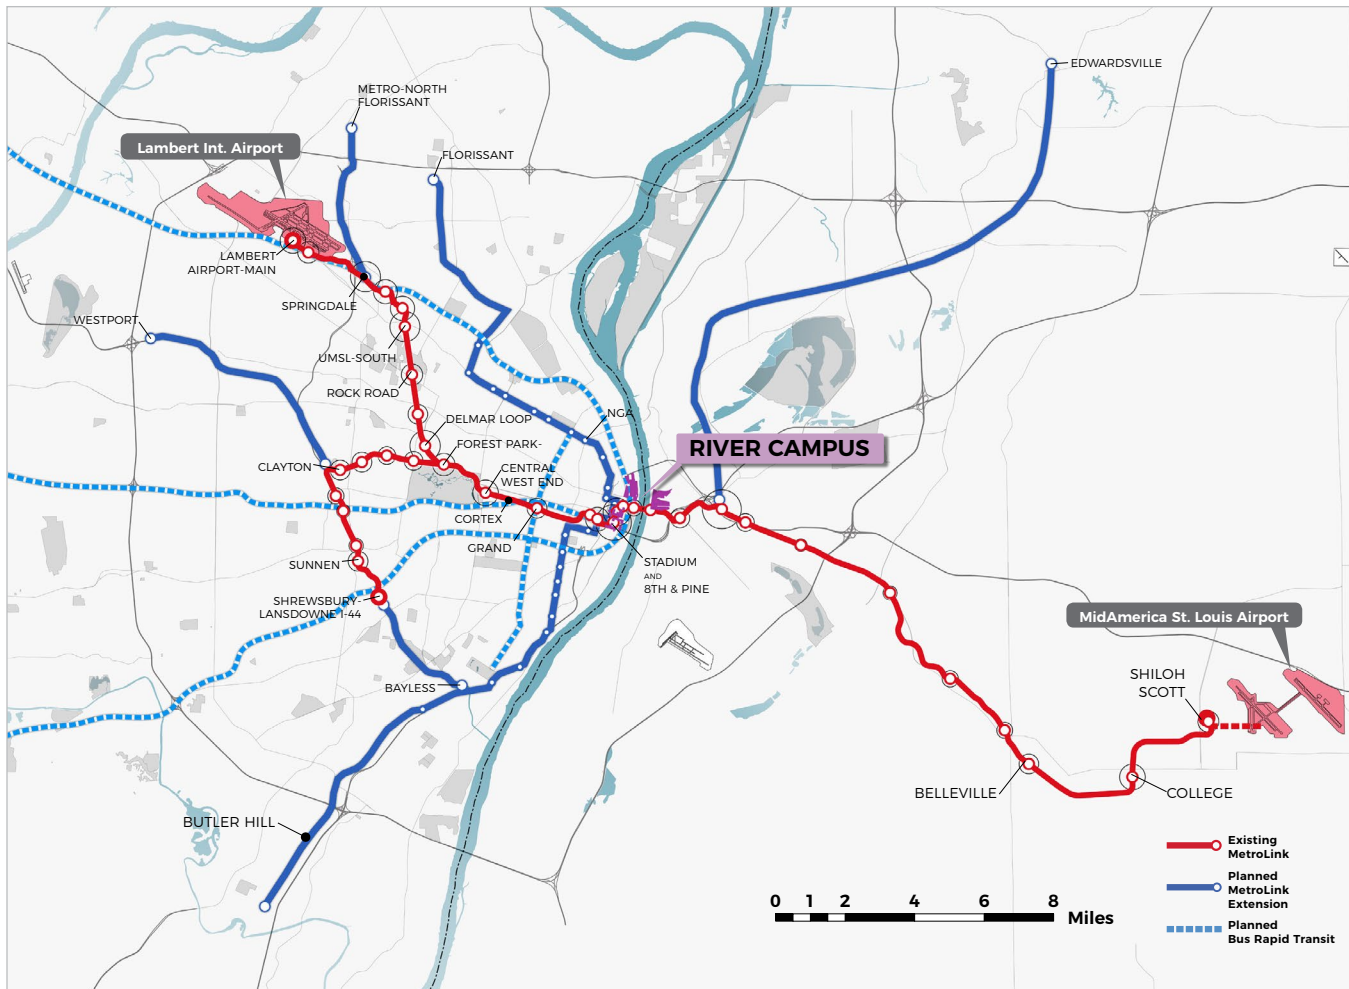 EDWARDSVILLE
METRO-NORTH
FLORISSANT
Lambert Int. Airport
FLORISSANT
LAMBERT
AIRPORT-MAIN
SPRINGDALE
WESTPORT
UMSL-SOUTH
ROCK ROAD
DELMAR LOOP
NGA
FOREST PARK-
RIVER CAMPUS
CLAYTON
CENTRAL
WEST END
CORTEX
GRAND
SUNNEN
STADIUM
AND
8TH & PINE
SHREWSBURY-
LANSDOWNE I-44
MidAmerica St. Louis Airport
SHILOH
SCOTT
BAYLESS
BELLEVILLE
COLLEGE
BUTLER HILL
Existing
MetroLink
Planned
MetroLink
Extension
Planned
Bus Rapid Transit
0 1 2 4 6 8
Miles